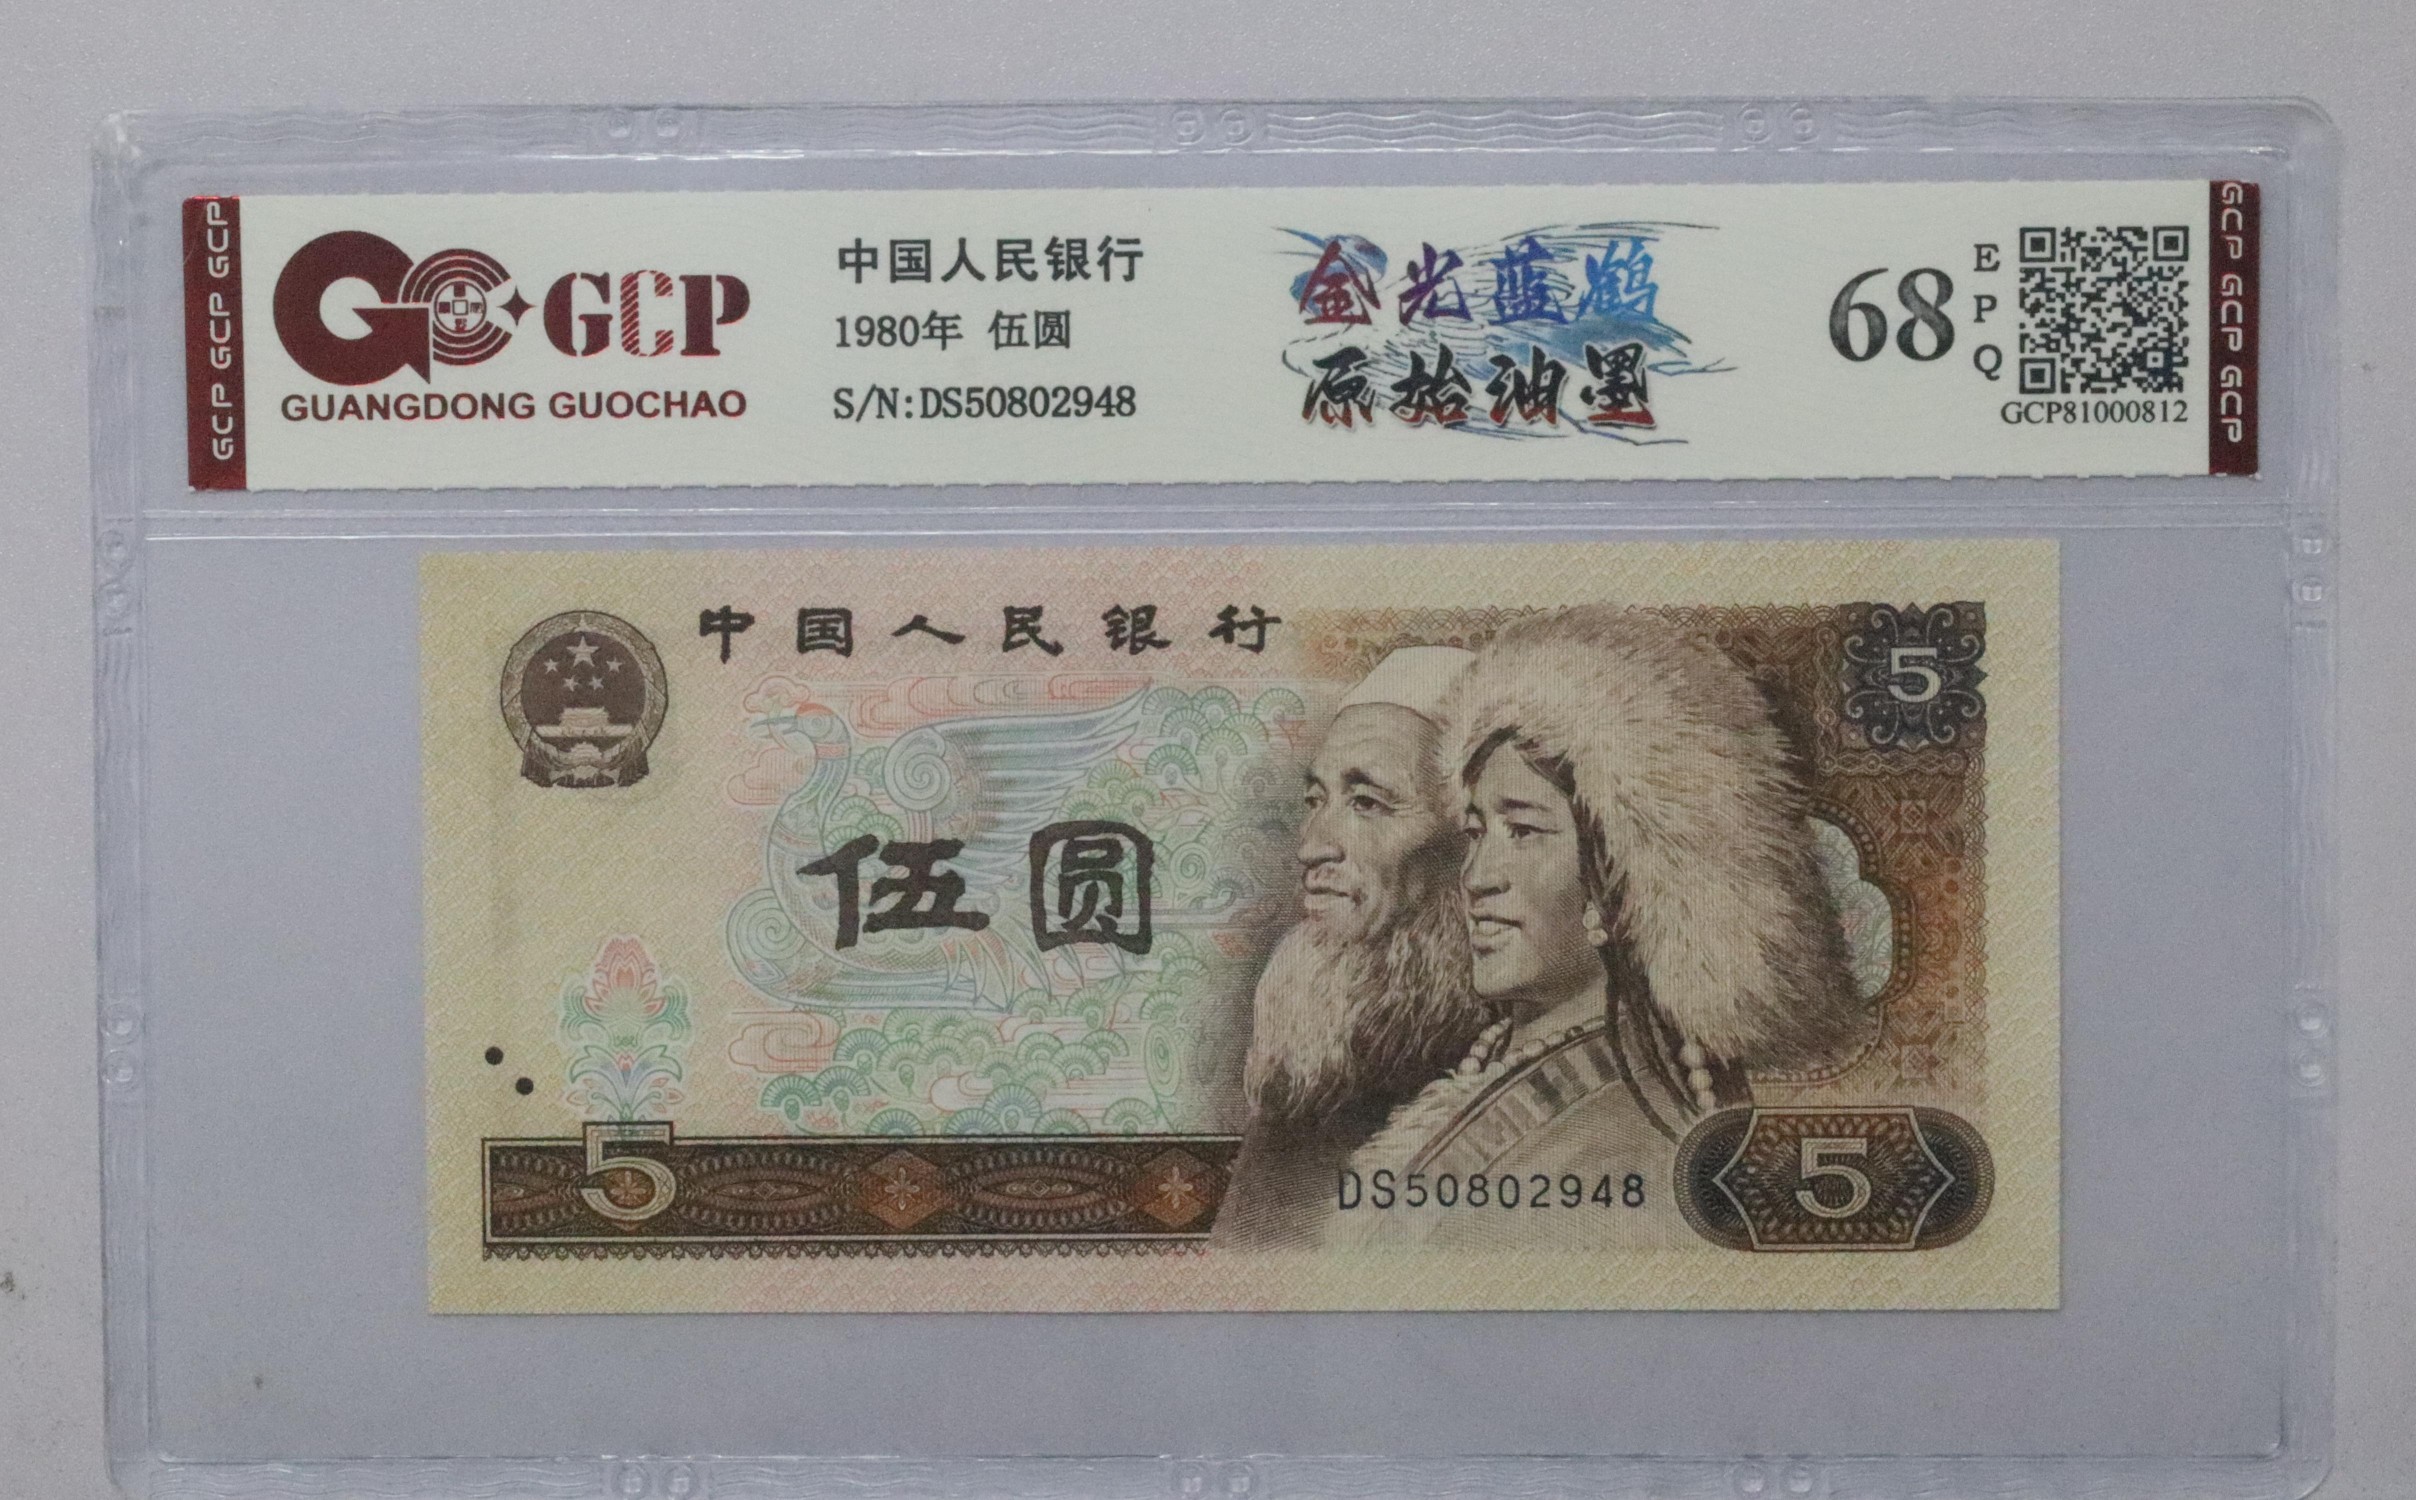 GCP GCP GCP
GCP
GUANGDONG GUOCHAO
中国人民银行
1980年 伍圆
S/N:DS50802948
金光蓝鹤
原始油墨
68
EPQ
GCP81000812
GCP GCP GCP
中国人民银行
5
伍圆
5
DS50802948
5